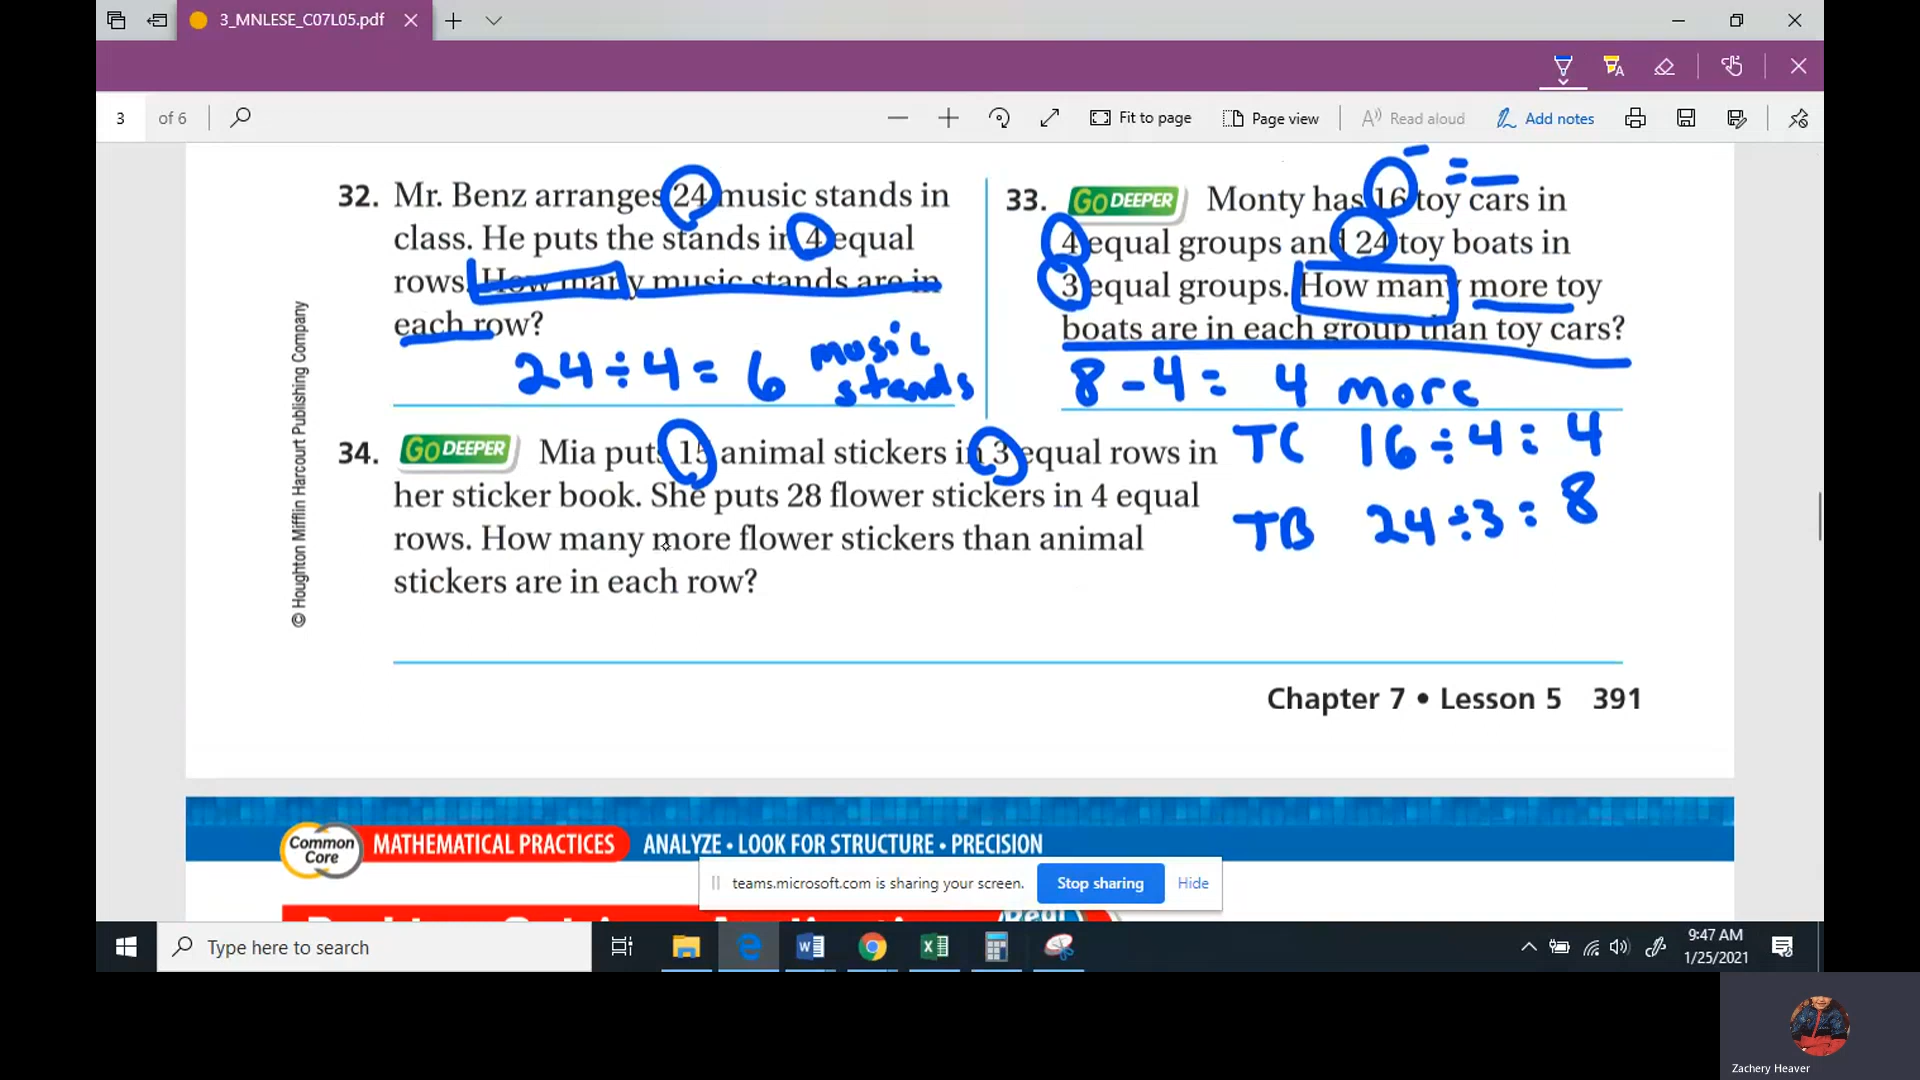 3_MNLESE_C07L05.pdf
3 of 6
Fit to page
Page view
Read aloud
Add notes
32. Mr. Benz arranges 24 music stands in
class. He puts the stands in 4 equal
rows. How many music stands are in
each row?
24 ÷ 4 = 6 music
stands
- = _
33. Go DEEPER Monty has 16 toy cars in
4 equal groups and 24 toy boats in
3 equal groups. How many more toy
boats are in each group than toy cars?
8 - 4 = 4 more
TC 16 ÷ 4 = 4
TB 24 ÷ 3 = 8
34. Go DEEPER Mia puts 15 animal stickers in 3 equal rows in
her sticker book. She puts 28 flower stickers in 4 equal
rows. How many more flower stickers than animal
stickers are in each row?
© Houghton Mifflin Harcourt Publishing Company
Chapter 7 • Lesson 5 391
Common
Core
MATHEMATICAL PRACTICES ANALYZE • LOOK FOR STRUCTURE • PRECISION
teams.microsoft.com is sharing your screen. Stop sharing Hide
Type here to search
9:47 AM
1/25/2021
Zachery Heaver